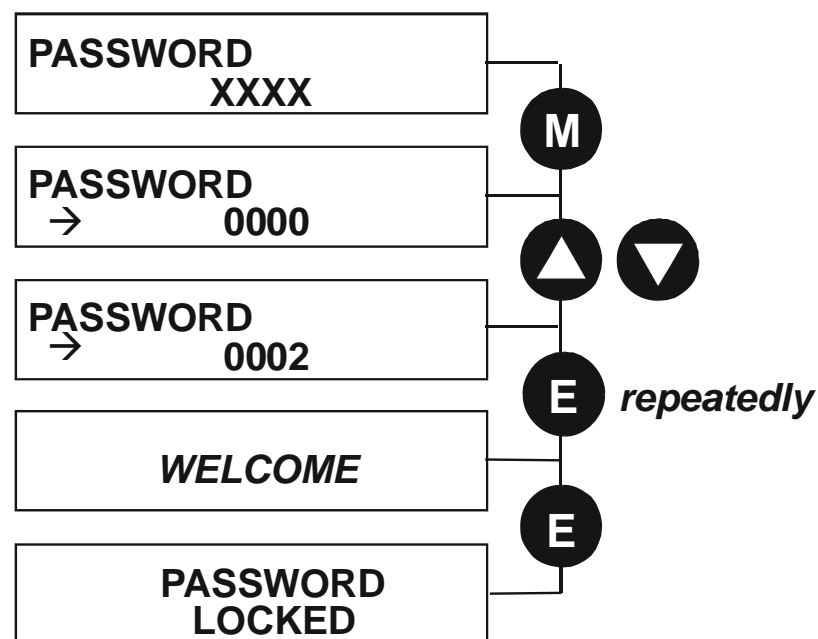 PASSWORD
XXXX
M
PASSWORD
→ 0000
PASSWORD
→ 0002
E repeatedly
WELCOME
E
PASSWORD
LOCKED